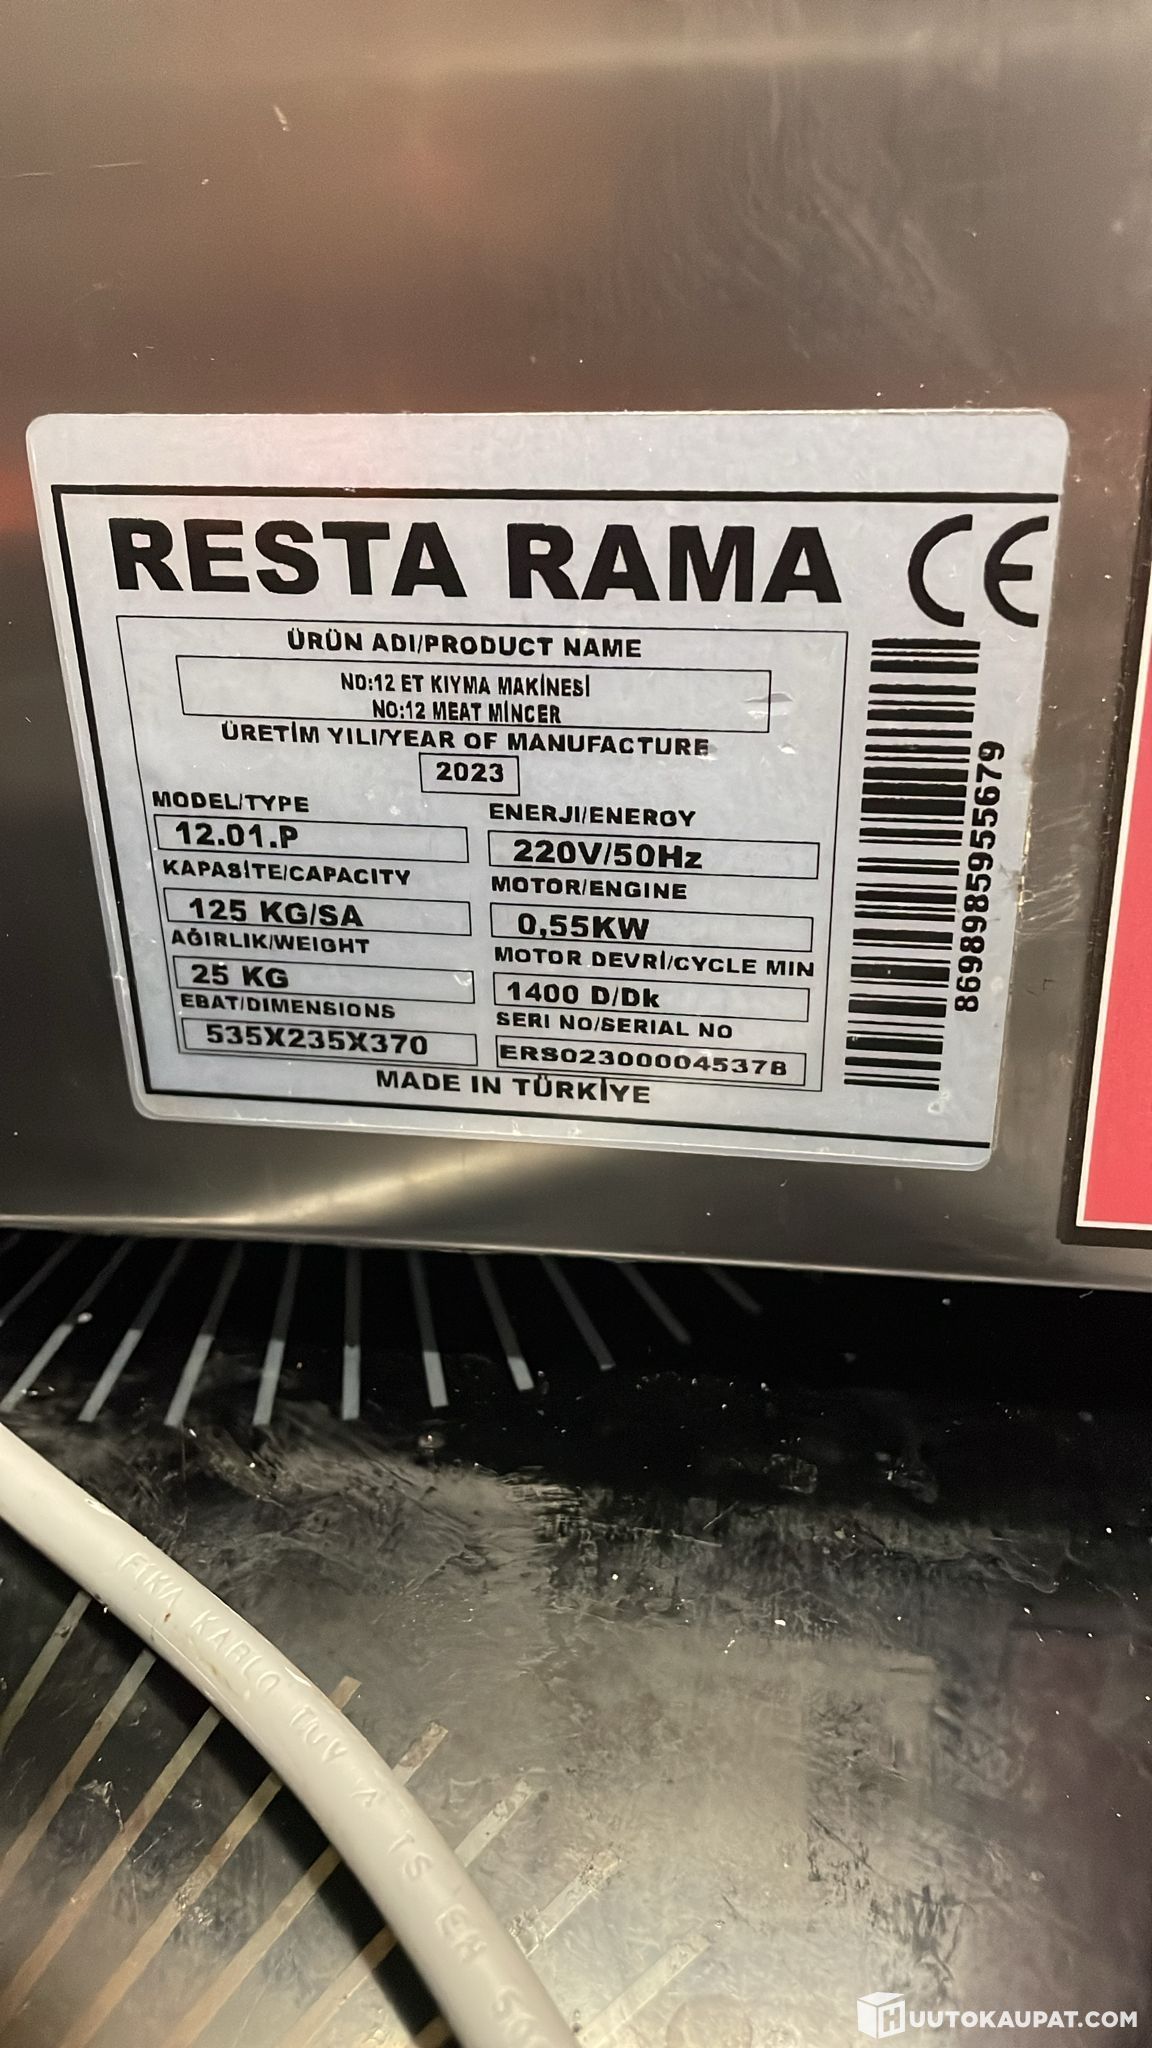 RESTA RAMA CE
ÜRÜN ADI/PRODUCT NAME
NO:12 ET KIYMA MAKİNESİ
NO:12 MEAT MİNCER
ÜRETİM YILI/YEAR OF MANUFACTURE
2023
MODEL/TYPE
12.01.P
KAPASİTE/CAPACITY
125 KG/SA
AĞIRLIK/WEIGHT
25 KG
EBAT/DIMENSIONS
535X235X370
ENERJI/ENERGY
220V/50Hz
MOTOR/ENGINE
0,55KW
MOTOR DEVRİ/CYCLE MIN
1400 D/Dk
SERI NO/SERIAL NO
ERS023000045378
MADE IN TÜRKİYE
8698985955679
KABLO
HUUTOKAUPAT.COM